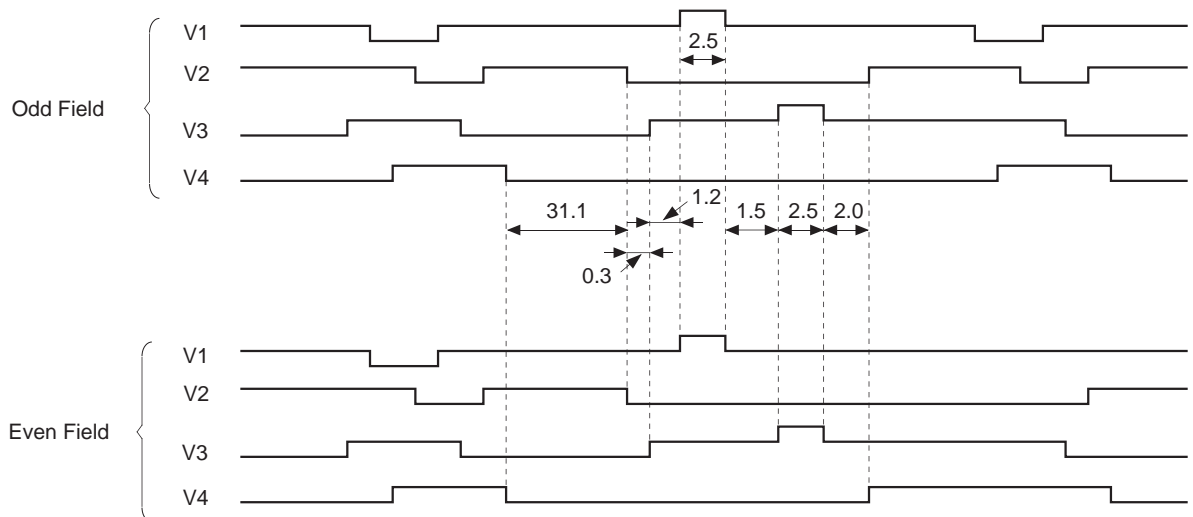 V1
2.5
V2
Odd Field
V3
V4
31.1
1.2
1.5
2.5
2.0
0.3
V1
V2
Even Field
V3
V4